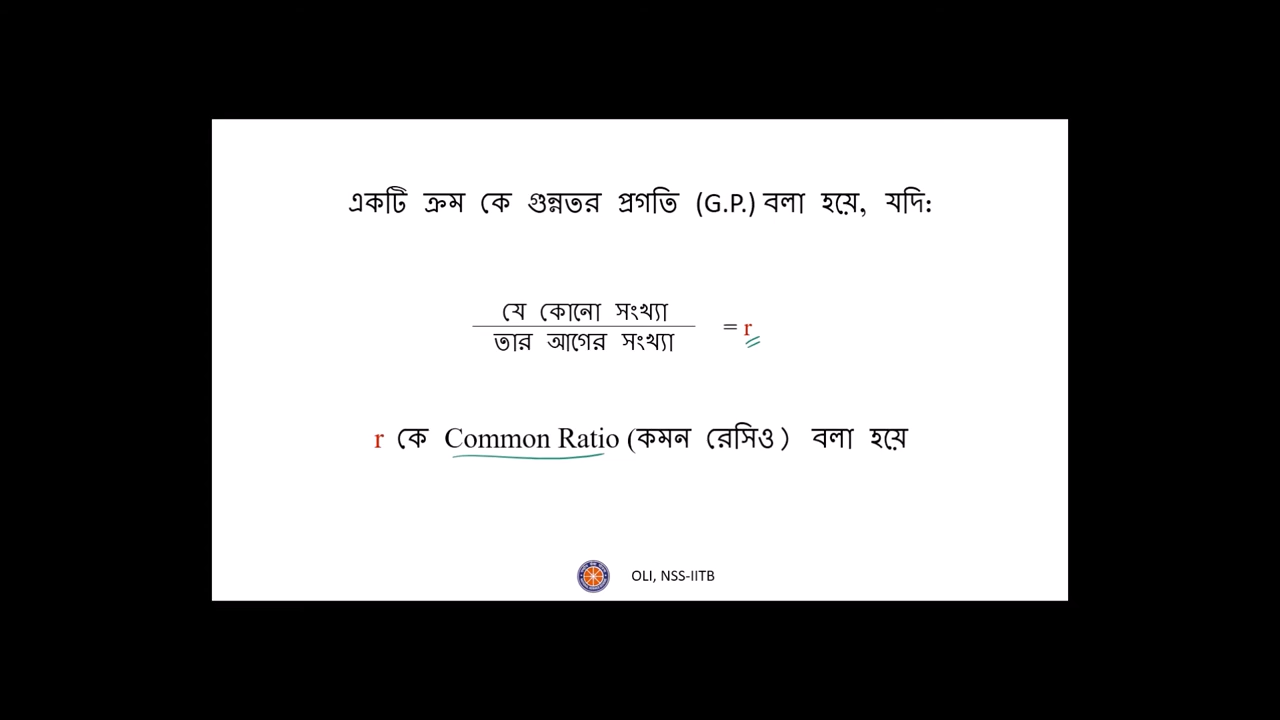 একটি ক্রম কে গুন্নতর প্রগতি (G.P.) বলা হয়ে, যদি:
যে কোনো সংখ্যা
তার আগের সংখ্যা
= r
r কে Common Ratio (কমন রেসিও) বলা হয়ে
OLI, NSS-IITB